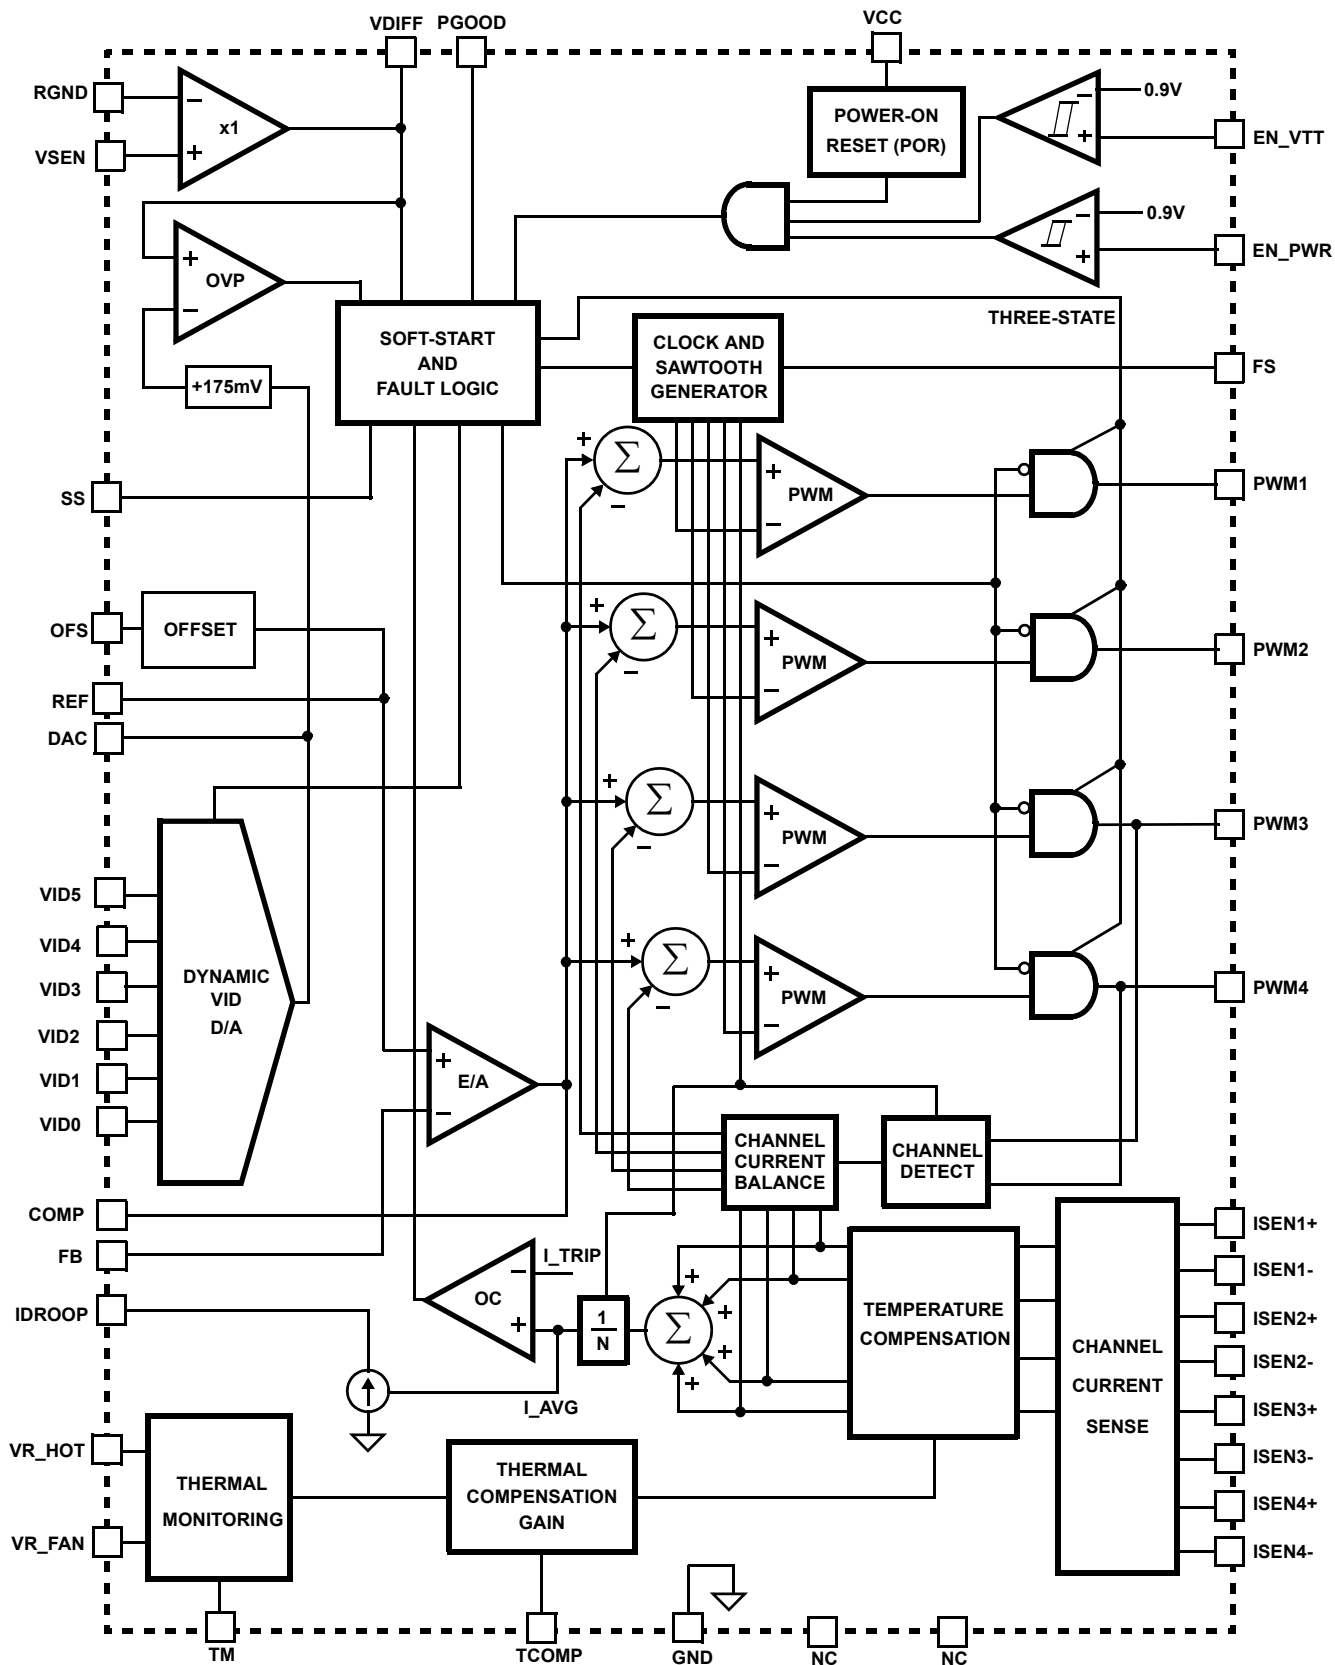 VDIFF PGOOD VCC
RGND
VSEN
−
x1
+
POWER-ON
RESET (POR)
−
0.9V
+
EN_VTT
−
0.9V
+
EN_PWR
+
OVP
−
+175mV
SOFT-START
AND
FAULT LOGIC
CLOCK AND
SAWTOOTH
GENERATOR
THREE-STATE
FS
SS
+
Σ
−
+
PWM
−
PWM1
OFS
OFFSET
REF
DAC
+
Σ
−
+
PWM
−
PWM2
+
Σ
−
+
PWM
−
PWM3
VID5
VID4
VID3
VID2
VID1
VID0
DYNAMIC
VID
D/A
+
Σ
−
+
PWM
−
PWM4
+
E/A
−
COMP
FB
IDROOP
CHANNEL
CURRENT
BALANCE
CHANNEL
DETECT
−
I_TRIP
OC
+
1
N
I_AVG
+
+
Σ
+
+
TEMPERATURE
COMPENSATION
CHANNEL
CURRENT
SENSE
ISEN1+
ISEN1-
ISEN2+
ISEN2-
ISEN3+
ISEN3-
ISEN4+
ISEN4-
VR_HOT
VR_FAN
THERMAL
MONITORING
THERMAL
COMPENSATION
GAIN
TM
TCOMP
GND
NC
NC